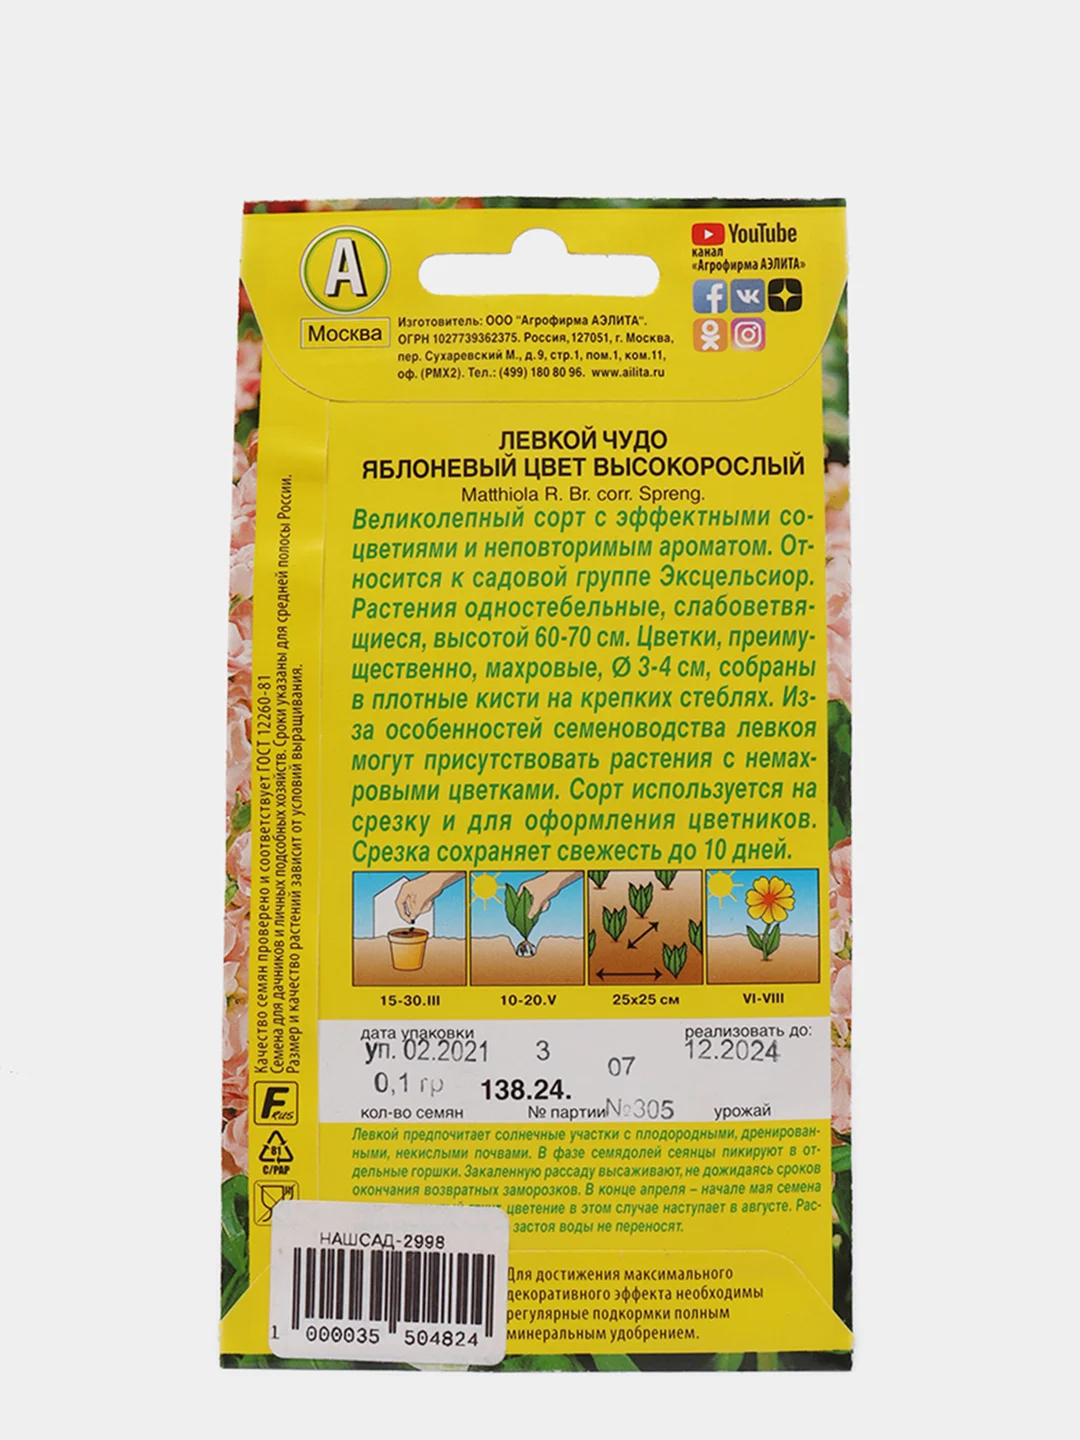 А
Москва
YouTube
канал
«Агрофирма АЭЛИТА»
Изготовитель: ООО "Агрофирма АЭЛИТА".
ОГРН 1027739362375. Россия,127051, г. Москва,
пер. Сухаревский М., д.9, стр.1, пом.1, ком.11,
оф. (РМХ2). Тел.: (499) 180 80 96. www.ailita.ru
ЛЕВКОЙ ЧУДО
ЯБЛОНЕВЫЙ ЦВЕТ ВЫСОКОРОСЛЫЙ
Matthiola R. Br. corr. Spreng.
Великолепный сорт с эффектными со-
цветиями и неповторимым ароматом. От-
носится к садовой группе Эксцельсиор.
Растения одностебельные, слабоветвя-
щиеся, высотой 60-70 см. Цветки, преиму-
щественно, махровые, Ø 3-4 см, собраны
в плотные кисти на крепких стеблях. Из-
за особенностей семеноводства левкоя
могут присутствовать растения с немах-
ровыми цветками. Сорт используется на
срезку и для оформления цветников.
Срезка сохраняет свежесть до 10 дней.
15-30.III
10-20.V
25x25 см
VI-VIII
дата упаковки
реализовать до:
уп. 02.2021 3
12.2024
07
0,1 гр
138.24.
кол-во семян
№ партии №305
урожай
Левкой предпочитает солнечные участки с плодородными, дренирован-
ными, некислыми почвами. В фазе семядолей сеянцы пикируют в от-
дельные горшки. Закаленную рассаду высаживают, не дожидаясь сроков
окончания возвратных заморозков. В конце апреля – начале мая семена
цветение в этом случае наступает в августе. Рас-
застоя воды не переносят.
Для достижения максимального
декоративного эффекта необходимы
регулярные подкормки полным
минеральным удобрением.
Качество семян проверено и соответствует ГОСТ 12260-81
Семена для дачников и личных подсобных хозяйств. Сроки указаны для средней полосы России.
Размер и качество растений зависит от условий выращивания.
F RUS
81
C/PAP
НАШСАД-2998
1 000035 504824